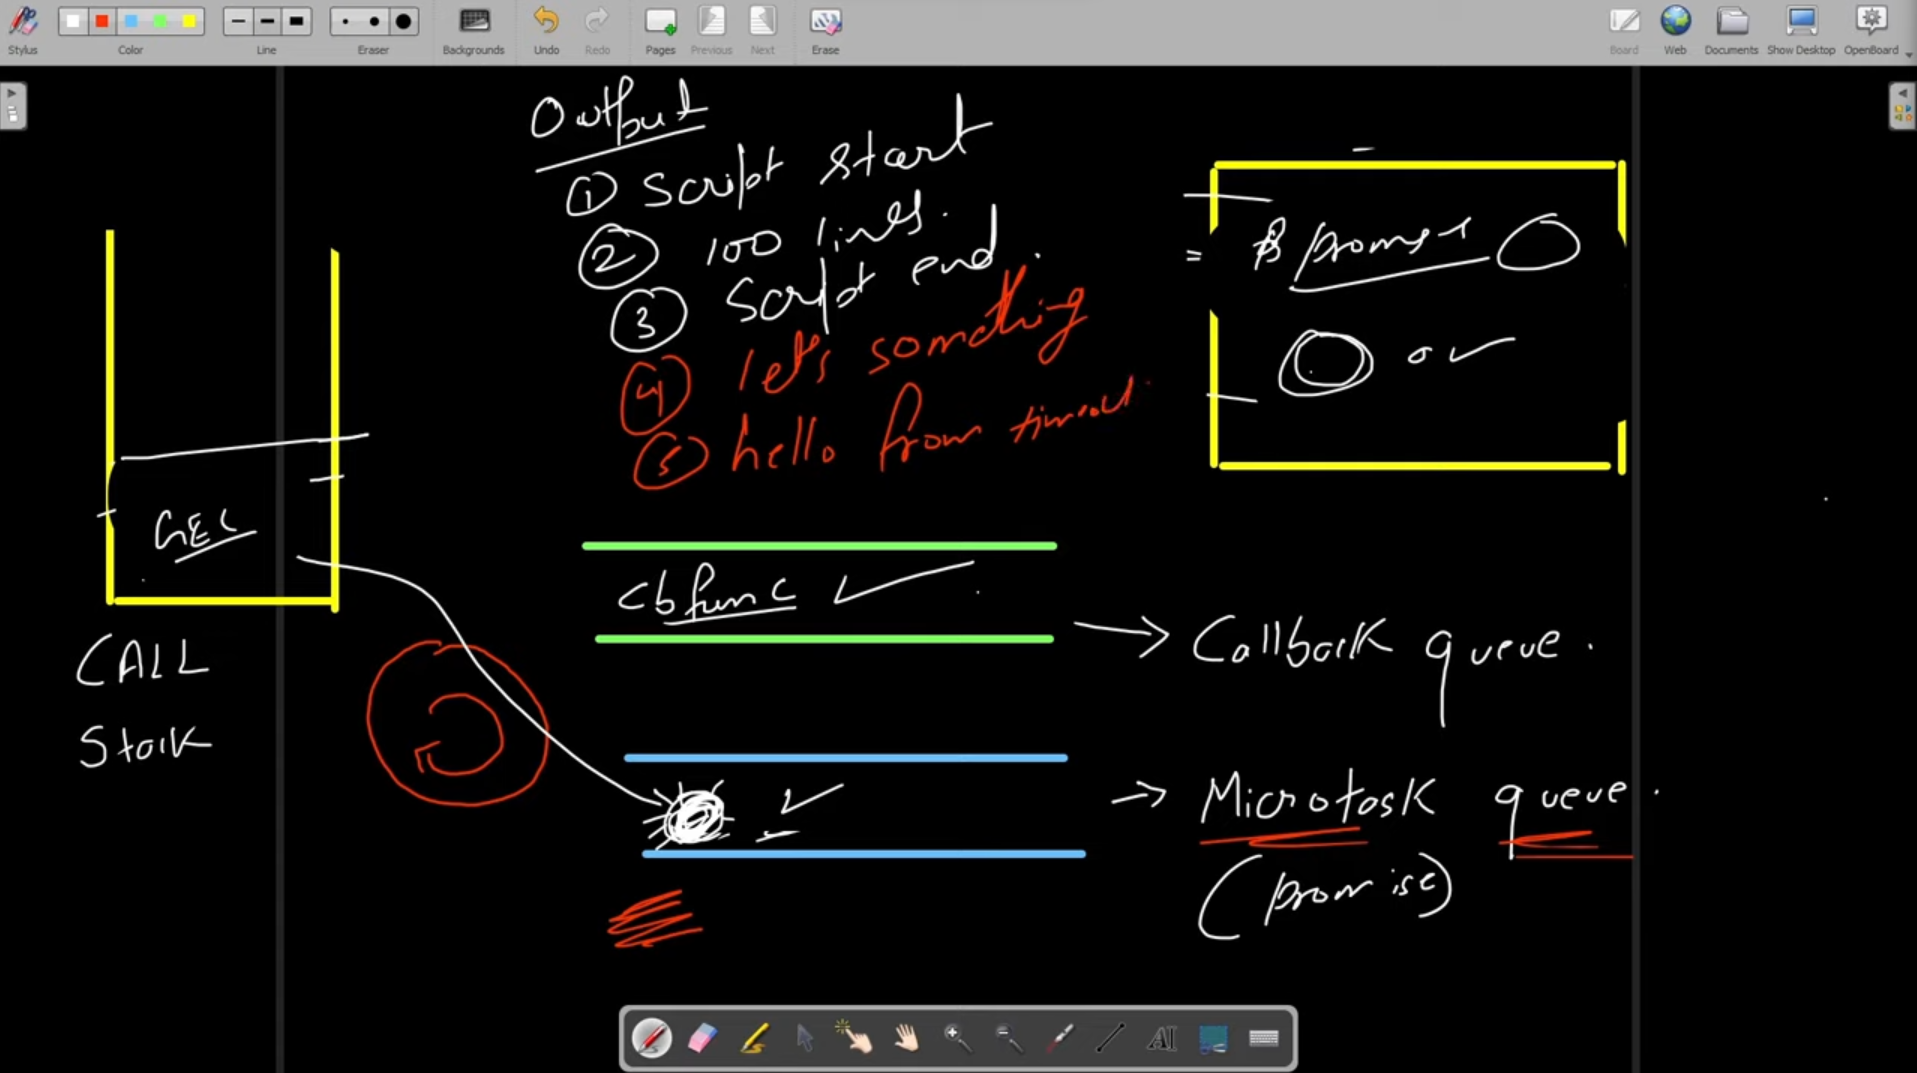 Stylus
Color
Line
Eraser
Backgrounds
Undo
Redo
Pages
Previous
Next
Erase
Board
Web
Documents
Show Desktop
OpenBoard
Output
① Script start
② 100 lines.
③ Script end.
④ let's something
⑤ hello from timeout
promise
GEC
CALL
Stack
cb func
→ Callback queue.
→ Microtask queue.
(promise)
AI